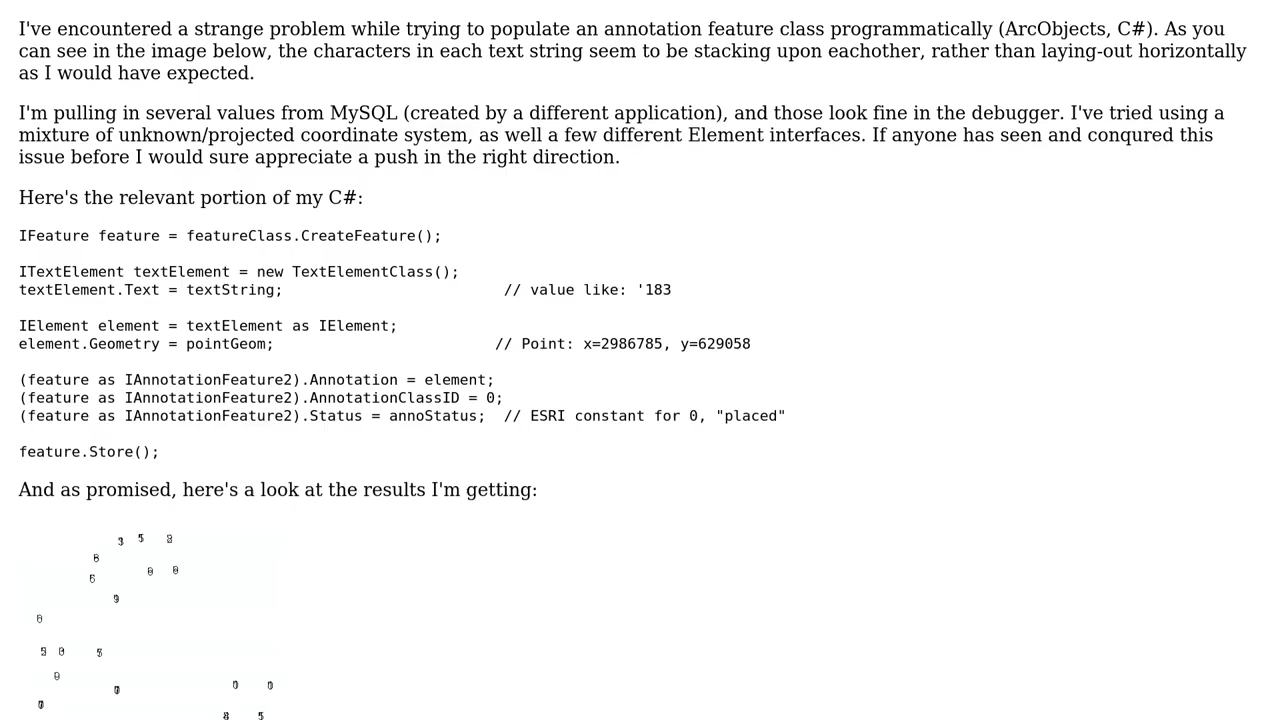 I've encountered a strange problem while trying to populate an annotation feature class programmatically (ArcObjects, C#). As you
can see in the image below, the characters in each text string seem to be stacking upon eachother, rather than laying-out horizontally
as I would have expected.
I'm pulling in several values from MySQL (created by a different application), and those look fine in the debugger. I've tried using a
mixture of unknown/projected coordinate system, as well a few different Element interfaces. If anyone has seen and conqured this
issue before I would sure appreciate a push in the right direction.
Here's the relevant portion of my C#:
IFeature feature = featureClass.CreateFeature();
ITextElement textElement = new TextElementClass();
textElement.Text = textString;                         // value like: '183
IElement element = textElement as IElement;
element.Geometry = pointGeom;                         // Point: x=2986785, y=629058
(feature as IAnnotationFeature2).Annotation = element;
(feature as IAnnotationFeature2).AnnotationClassID = 0;
(feature as IAnnotationFeature2).Status = annoStatus;  // ESRI constant for 0, "placed"
feature.Store();
And as promised, here's a look at the results I'm getting: